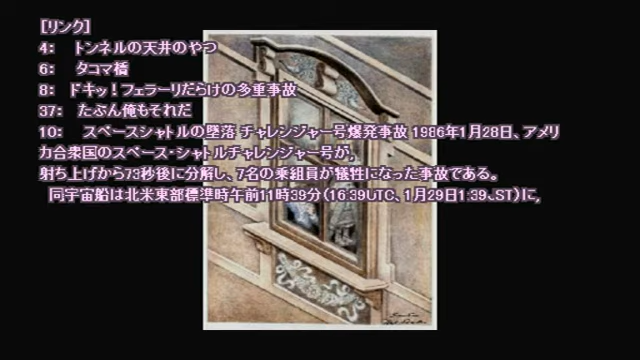 [リンク]
4: トンネルの天井のやつ
6: タコマ橋
8: ドキッ!フェラーリだらけの多重事故
37: たぶん俺もそれだ
10: スペースシャトルの墜落 チャレンジャー号爆発事故 1986年1月28日、アメリ
カ合衆国のスペース・シャトルチャレンジャー号が,
射ち上げから73秒後に分解し、7名の乗組員が犠牲になった事故である。
同宇宙船は北米東部標準時午前11時39分(16:39UTC、1月29日1:39JST)に,